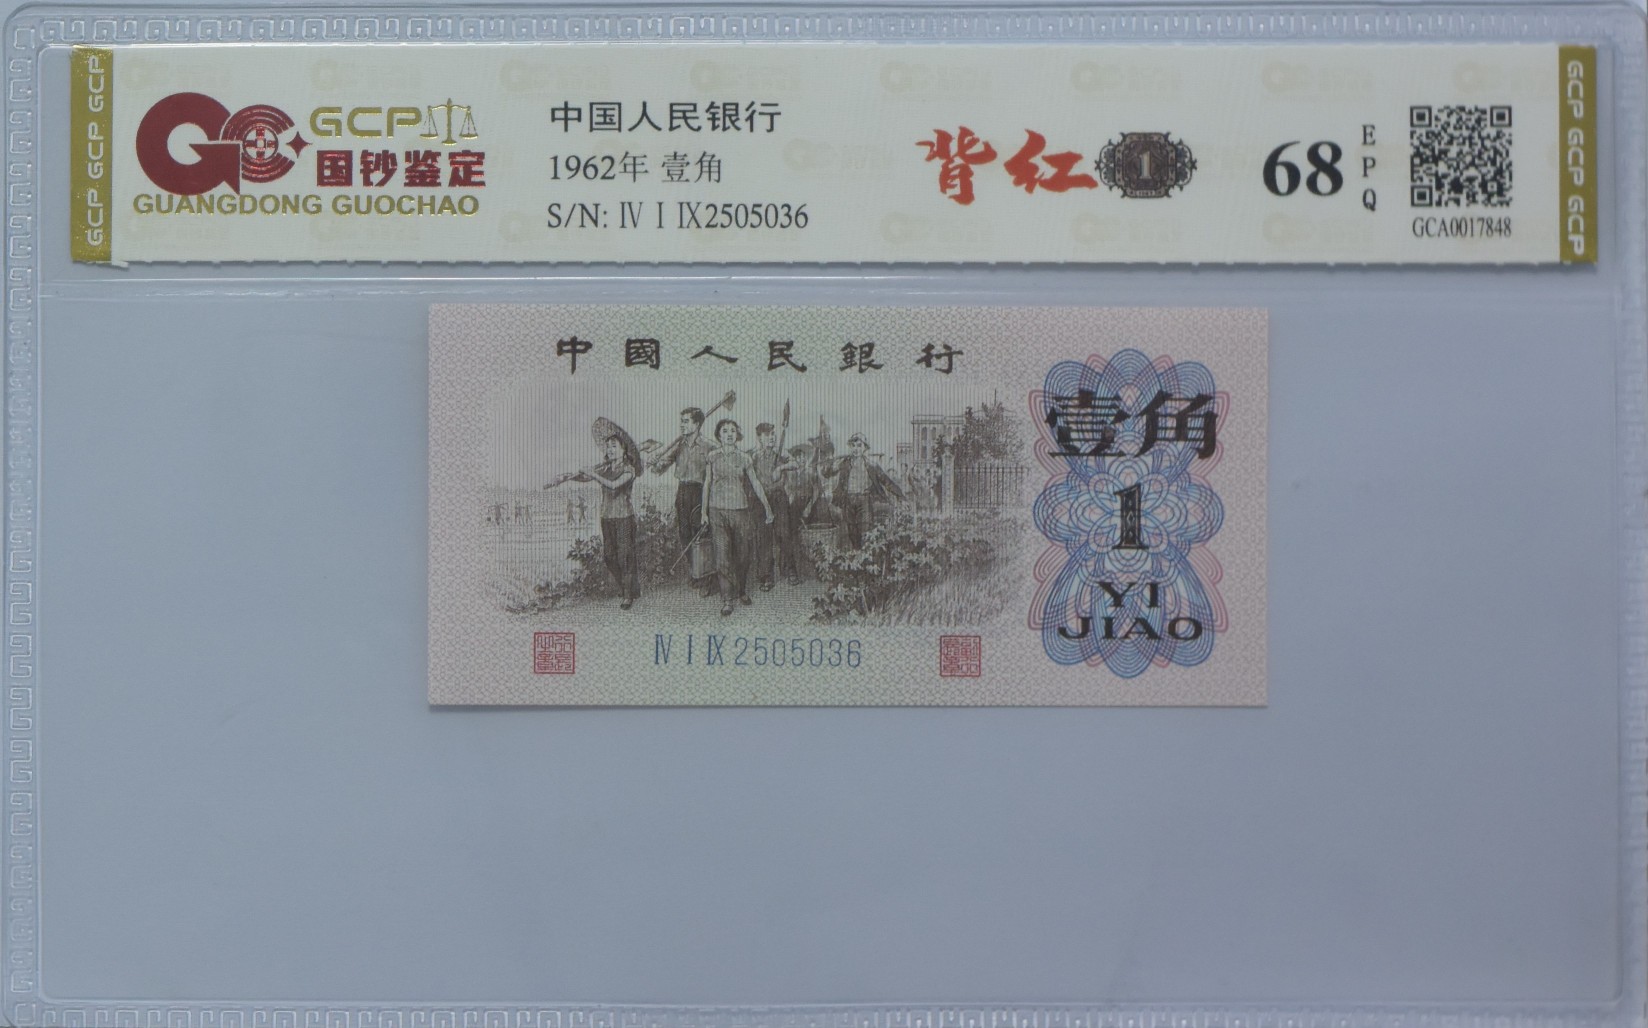 GCP GCP GCP
GCP
国钞鉴定
GUANGDONG GUOCHAO
中国人民银行
1962年 壹角
S/N: Ⅳ Ⅰ Ⅸ2505036
背红
1
68
EPQ
GCA0017848
GCP GCP GCP
中國人民銀行
壹角
1
YI
JIAO
Ⅳ Ⅰ Ⅸ 2505036